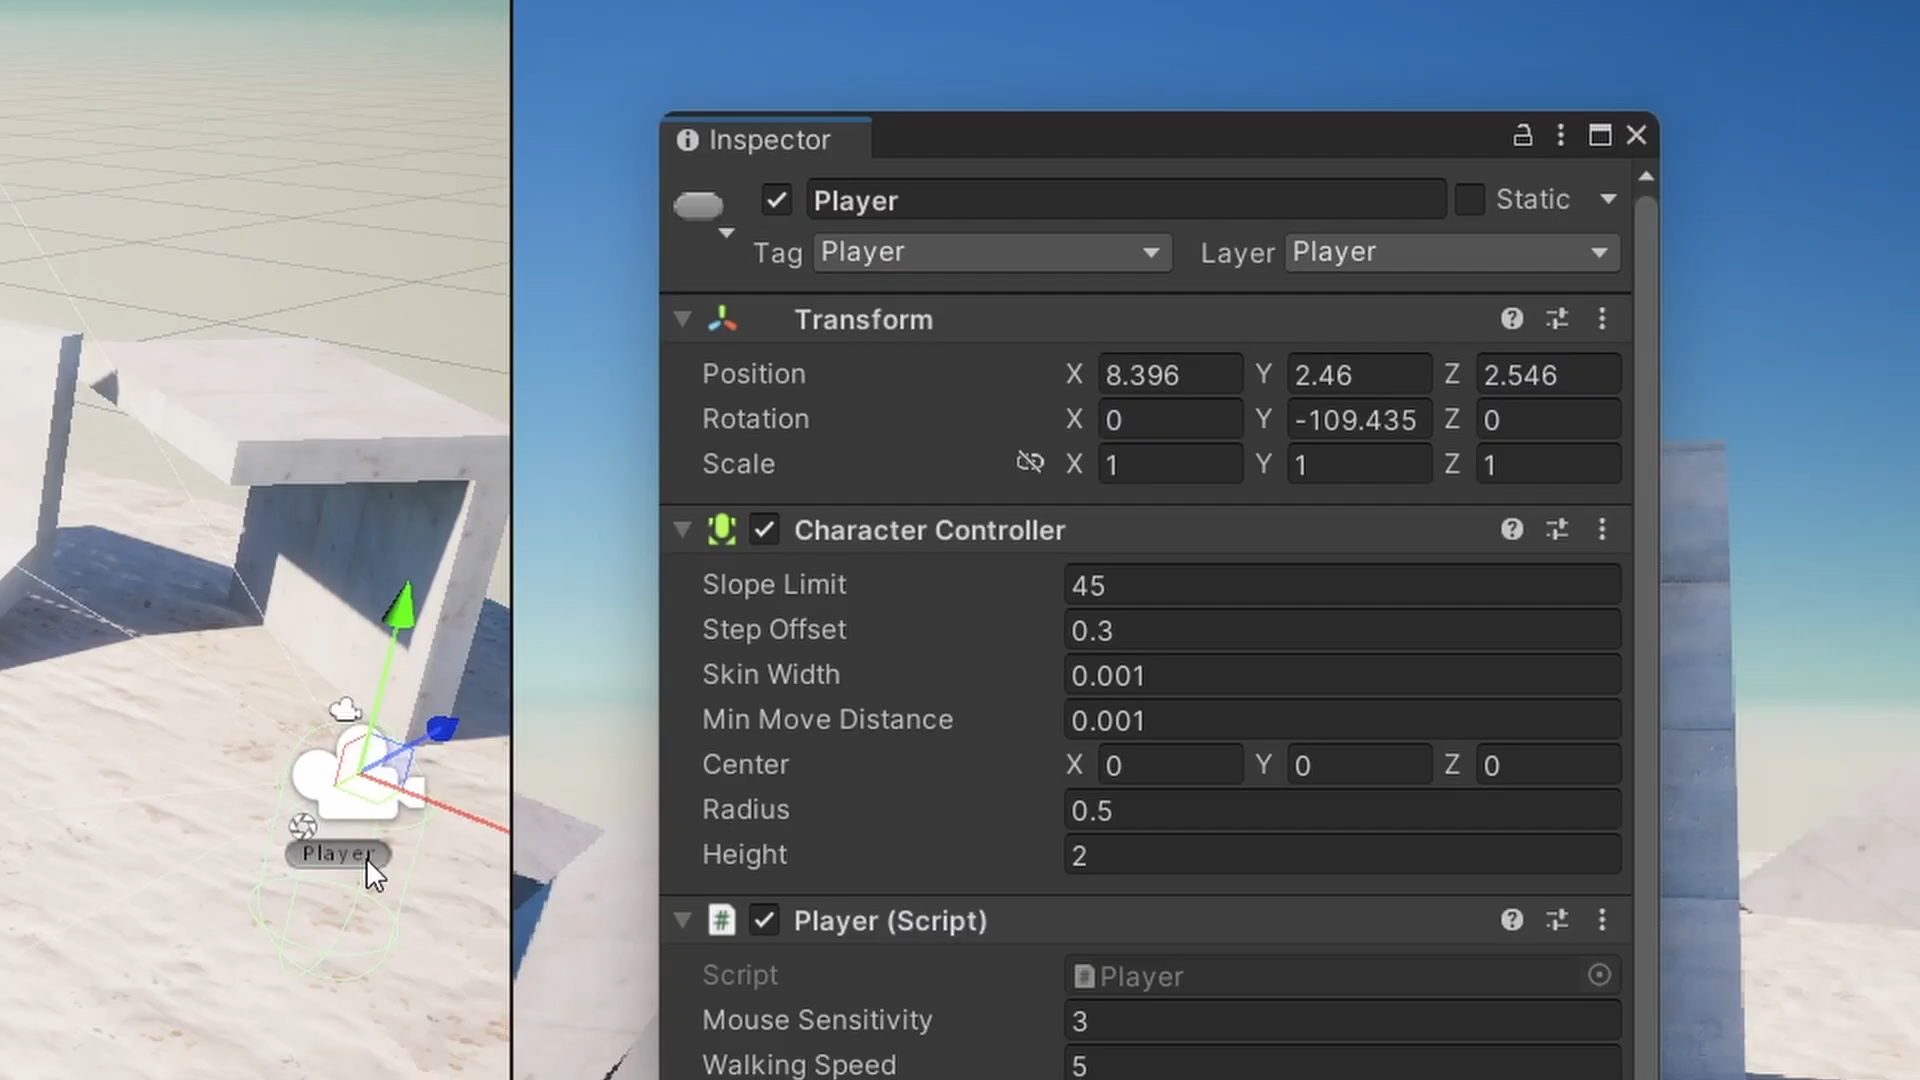 Inspector
Player
Static
Tag Player Layer Player
Transform
Position X 8.396 Y 2.46 Z 2.546
Rotation X 0 Y -109.435 Z 0
Scale X 1 Y 1 Z 1
Character Controller
Slope Limit 45
Step Offset 0.3
Skin Width 0.001
Min Move Distance 0.001
Center X 0 Y 0 Z 0
Radius 0.5
Height 2
Player (Script)
Script # Player
Mouse Sensitivity 3
Walking Speed 5
Player